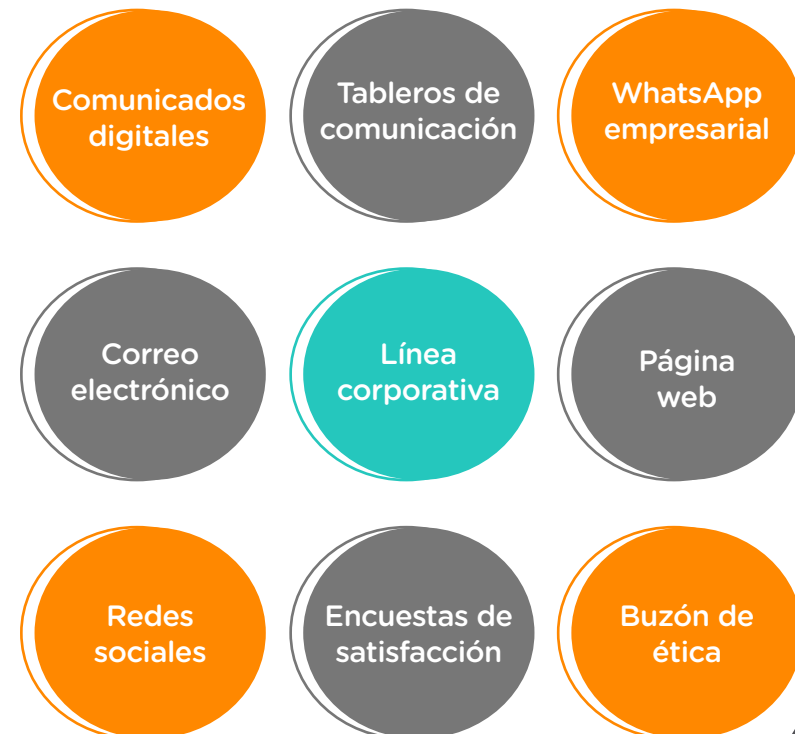 Comunicados
digitales
Tableros de
comunicación
WhatsApp
empresarial
Correo
electrónico
Línea
corporativa
Página
web
Redes
sociales
Encuestas de
satisfacción
Buzón de
ética